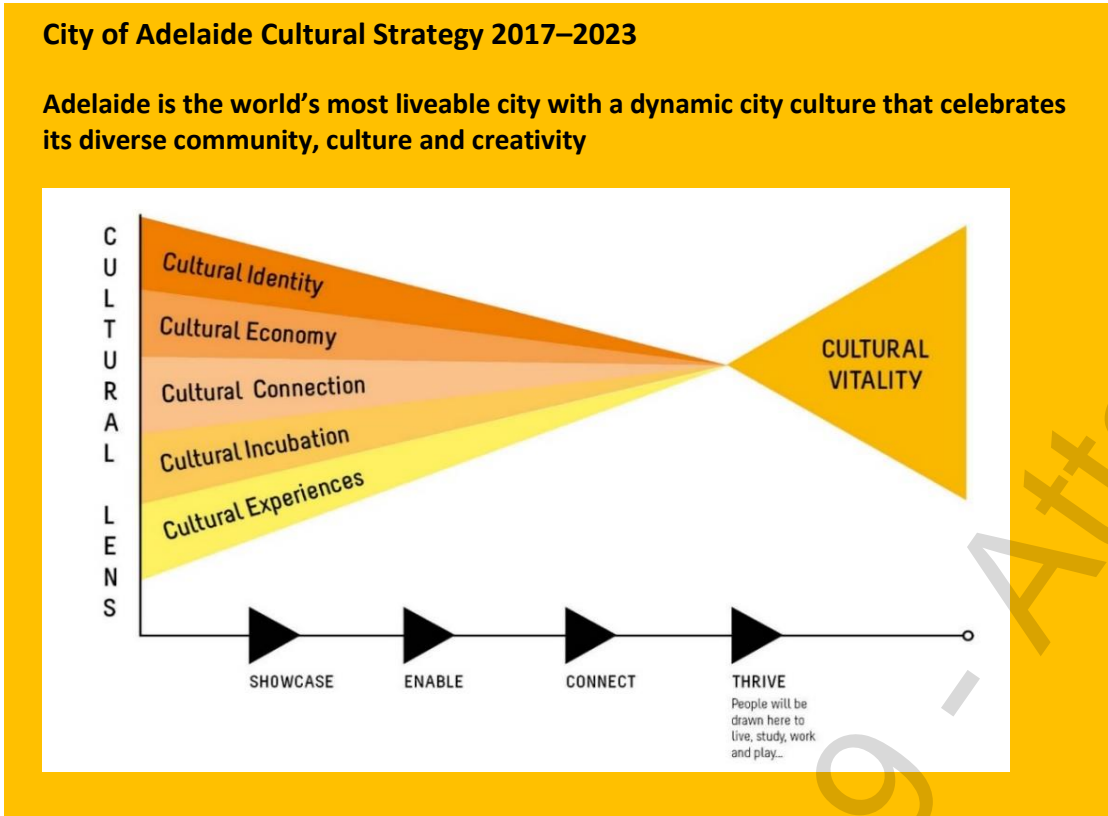 City of Adelaide Cultural Strategy 2017–2023
Adelaide is the world's most liveable city with a dynamic city culture that celebrates
its diverse community, culture and creativity
CULTURAL LENS
Cultural Identity
Cultural Economy
Cultural Connection
Cultural Incubation
Cultural Experiences
CULTURAL
VITALITY
SHOWCASE
ENABLE
CONNECT
THRIVE
People will be
drawn here to
live, study, work
and play...
9 - Att